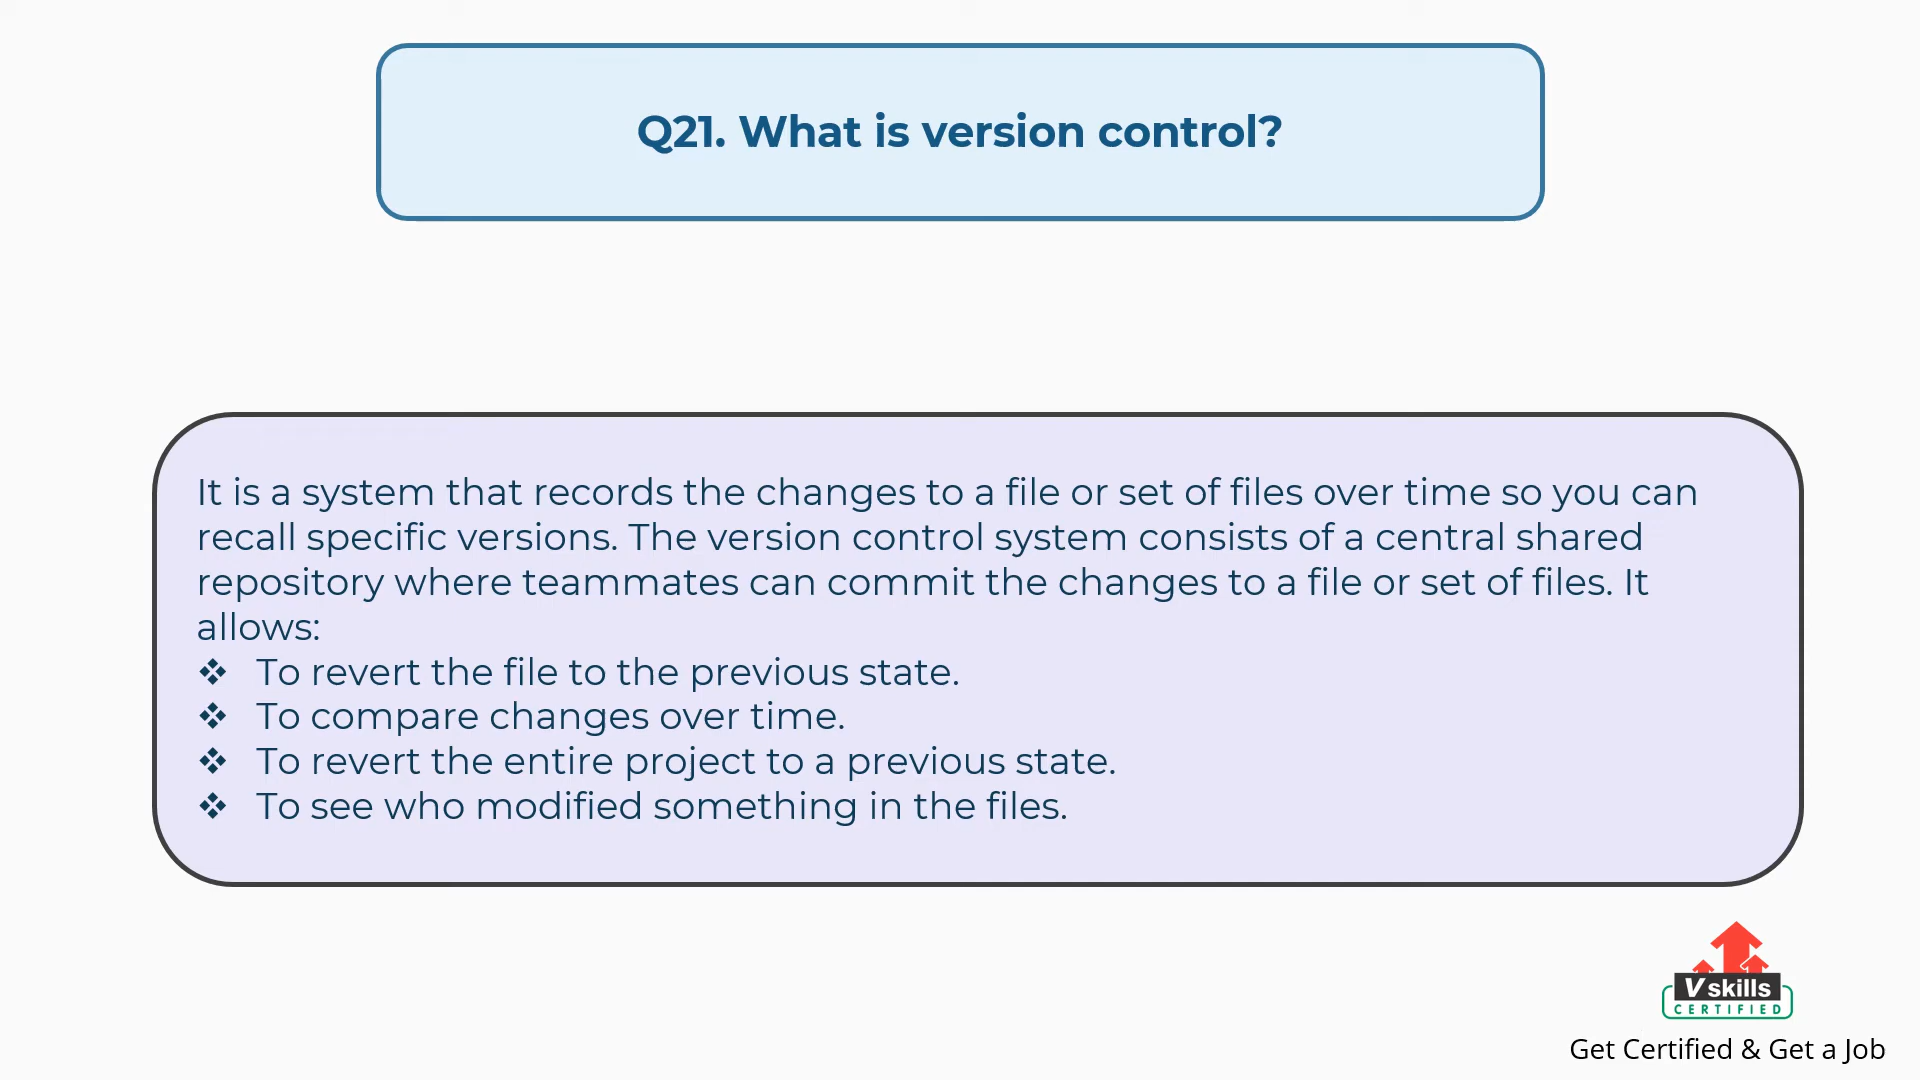 Q21. What is version control?
It is a system that records the changes to a file or set of files over time so you can
recall specific versions. The version control system consists of a central shared
repository where teammates can commit the changes to a file or set of files. It
allows:
❖ To revert the file to the previous state.
❖ To compare changes over time.
❖ To revert the entire project to a previous state.
❖ To see who modified something in the files.
Vskills
CERTIFIED
Get Certified & Get a Job